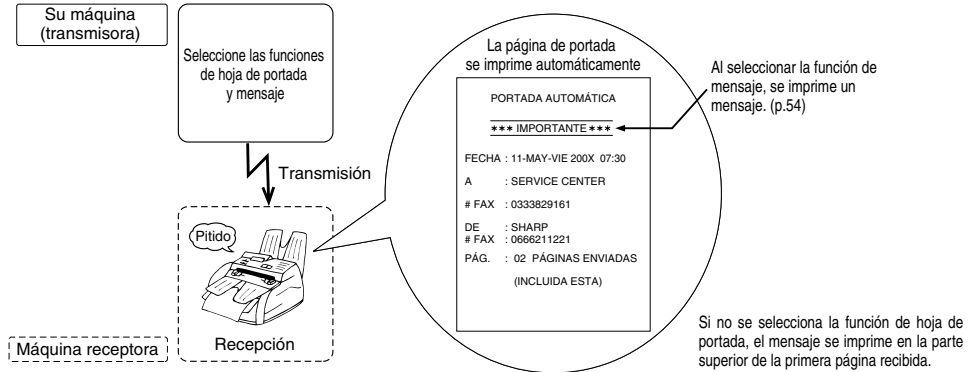 Su máquina
(transmisora)
Seleccione las funciones
de hoja de portada
y mensaje
Transmisión
Pitido
Recepción
Máquina receptora
La página de portada
se imprime automáticamente
PORTADA AUTOMÁTICA
*** IMPORTANTE ***
FECHA : 11-MAY-VIE 200X 07:30
A : SERVICE CENTER
# FAX : 0333829161
DE : SHARP
# FAX : 0666211221
PÁG. : 02 PÁGINAS ENVIADAS
(INCLUIDA ESTA)
Al seleccionar la función de
mensaje, se imprime un
mensaje. (p.54)
Si no se selecciona la función de hoja de
portada, el mensaje se imprime en la parte
superior de la primera página recibida.